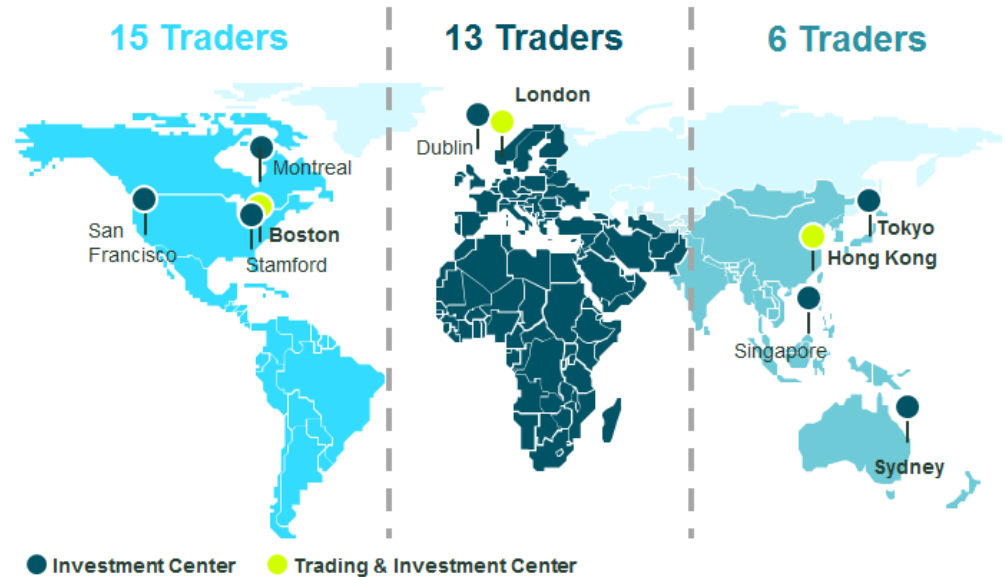 15 Traders
13 Traders
6 Traders
London
Dublin
Montreal
San
Francisco
Boston
Stamford
Tokyo
Hong Kong
Singapore
Sydney
Investment Center
Trading & Investment Center